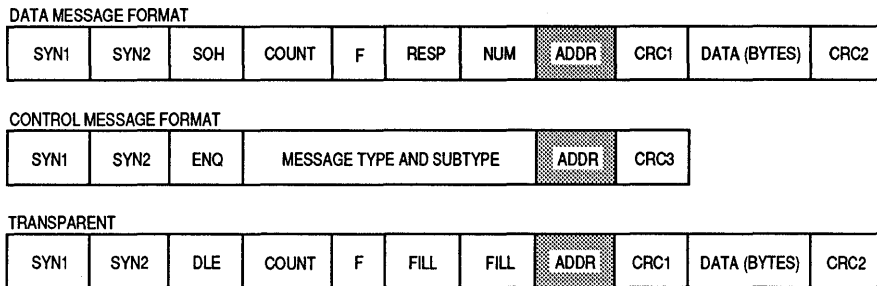 DATA MESSAGE FORMAT
SYN1 SYN2 SOH COUNT F RESP NUM ADDR CRC1 DATA (BYTES) CRC2
CONTROL MESSAGE FORMAT
SYN1 SYN2 ENQ MESSAGE TYPE AND SUBTYPE ADDR CRC3
TRANSPARENT
SYN1 SYN2 DLE COUNT F FILL FILL ADDR CRC1 DATA (BYTES) CRC2